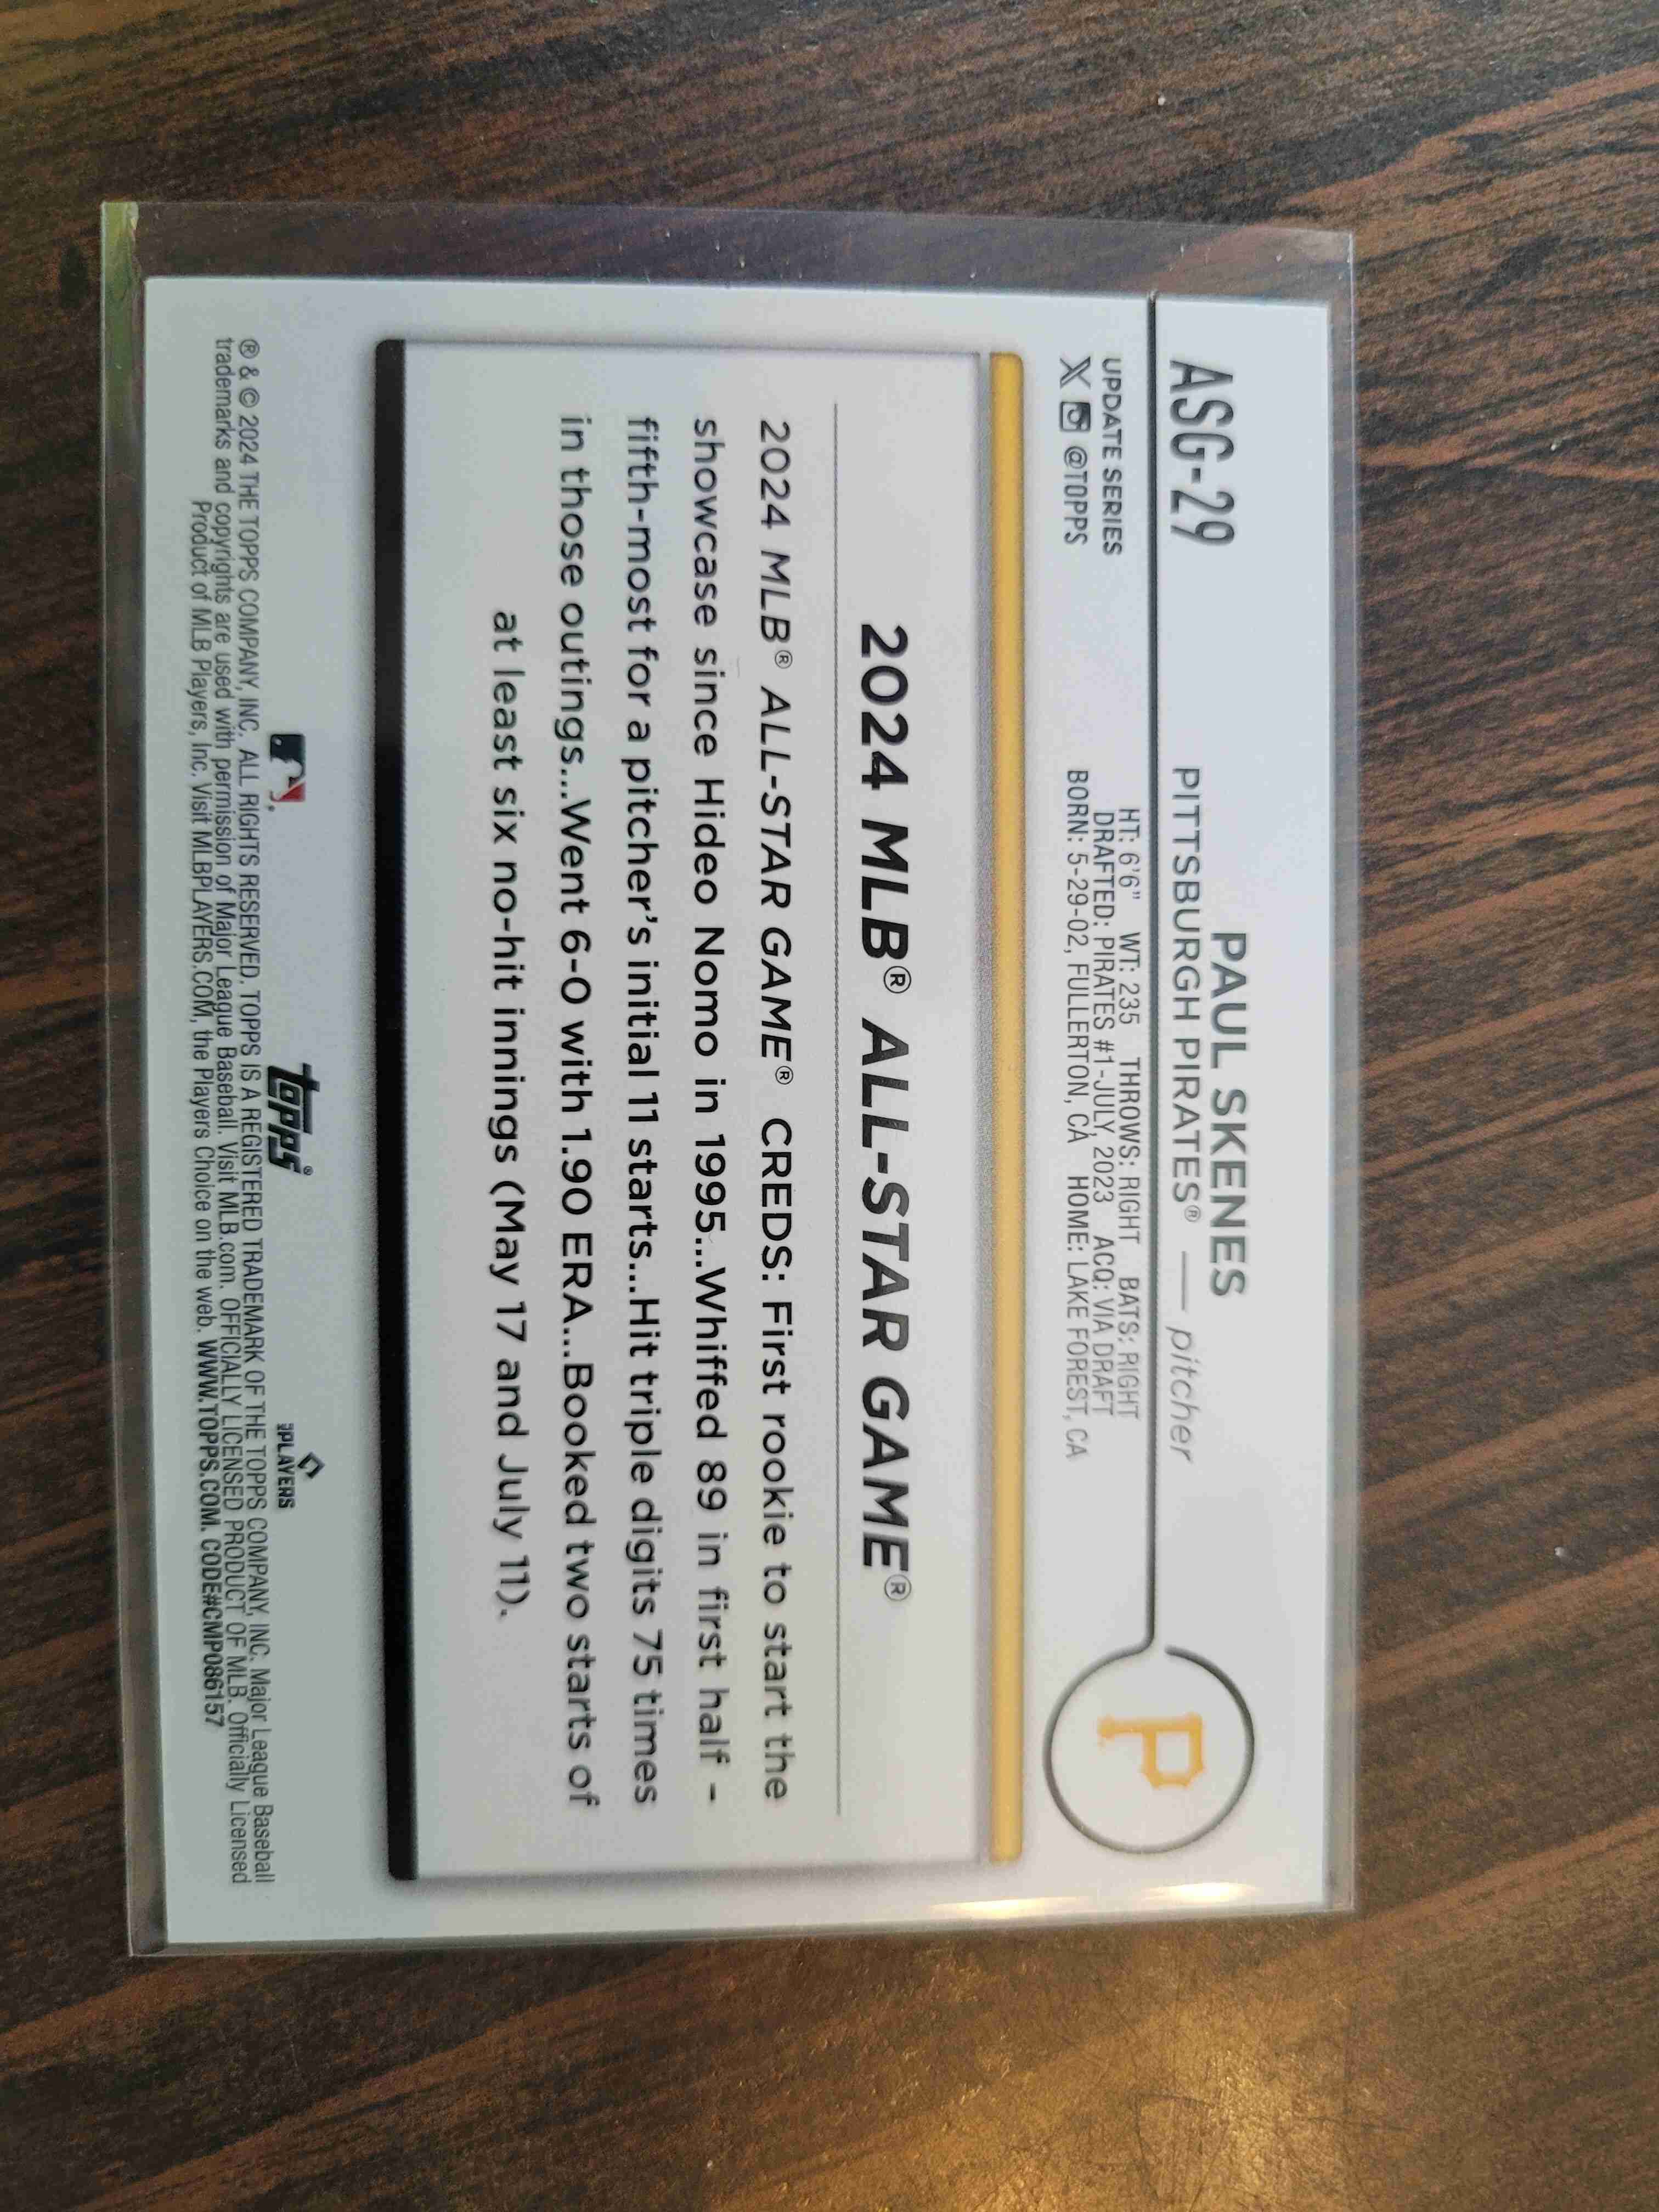 ASG-29
PAUL SKENES
PITTSBURGH PIRATES® — pitcher
P
UPDATE SERIES
X @TOPPS
HT: 6'6" WT: 235 THROWS: RIGHT BATS: RIGHT
DRAFTED: PIRATES #1-JULY, 2023 ACQ: VIA DRAFT
BORN: 5-29-02, FULLERTON, CA HOME: LAKE FOREST, CA
2024 MLB® ALL-STAR GAME®
2024 MLB® ALL-STAR GAME® CREDS: First rookie to start the
showcase since Hideo Nomo in 1995...Whiffed 89 in first half -
fifth-most for a pitcher's initial 11 starts...Hit triple digits 75 times
in those outings...Went 6-0 with 1.90 ERA...Booked two starts of
at least six no-hit innings (May 17 and July 11).
topps®
PLAYERS
® & © 2024 THE TOPPS COMPANY, INC. ALL RIGHTS RESERVED. TOPPS IS A REGISTERED TRADEMARK OF THE TOPPS COMPANY, INC. Major League Baseball
trademarks and copyrights are used with permission of Major League Baseball. Visit MLB.com. OFFICIALLY LICENSED PRODUCT OF MLB. Officially Licensed
Product of MLB Players, Inc. Visit MLBPLAYERS.COM, the Players Choice on the web. WWW.TOPPS.COM. CODE#CMP086157